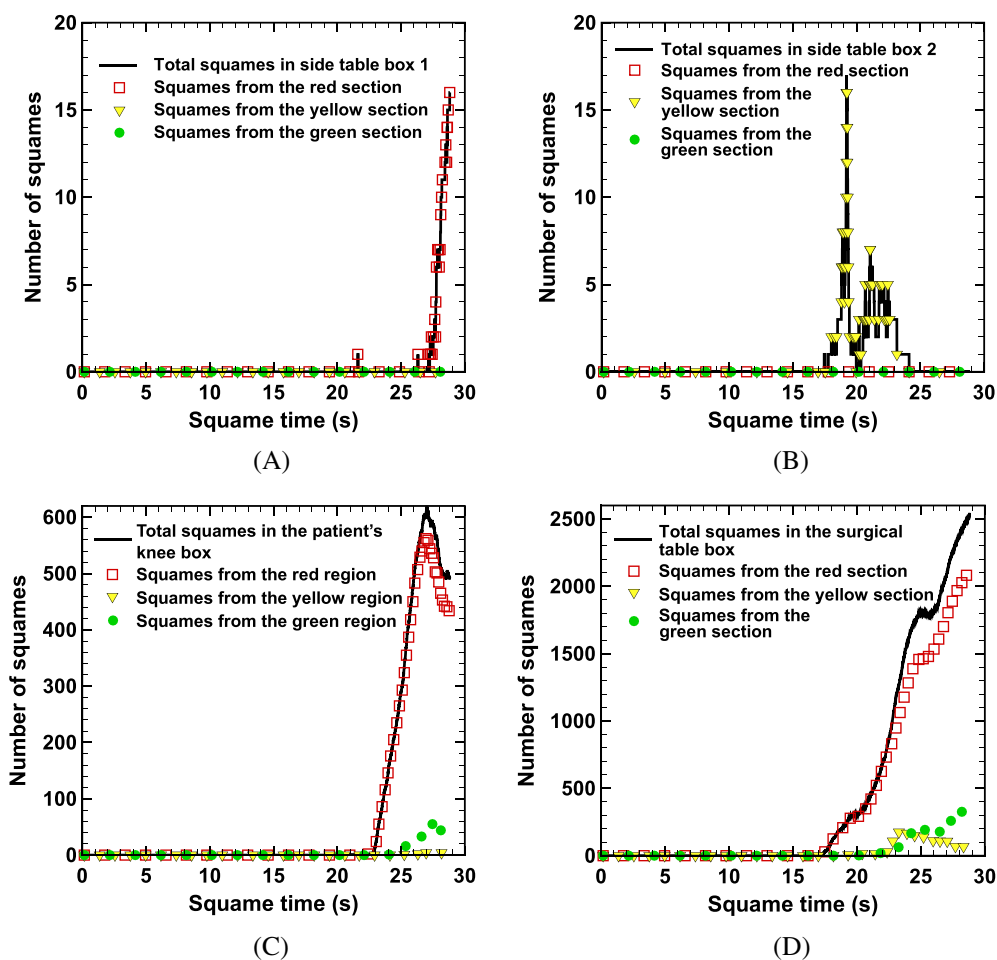 20
15
10
5
0
Number of squames
Total squames in side table box 1
Squames from the red section
Squames from the yellow section
Squames from the green section
0 5 10 15 20 25 30
Squame time (s)
(A)
20
15
10
5
0
Number of squames
Total squames in side table box 2
Squames from the red section
Squames from the
yellow section
Squames from the
green section
0 5 10 15 20 25 30
Squame time (s)
(B)
600
500
400
300
200
100
0
Number of squames
Total squames in the patient's
knee box
Squames from the red region
Squames from the yellow region
Squames from the green region
0 5 10 15 20 25 30
Squame time (s)
(C)
2500
2000
1500
1000
500
0
Number of squames
Total squames in the surgical
table box
Squames from the red section
Squames from the yellow section
Squames from the
green section
0 5 10 15 20 25 30
Squame time (s)
(D)